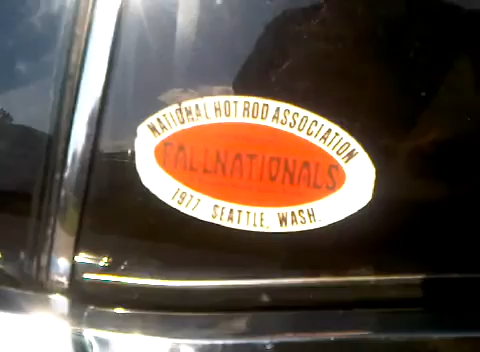 NATIONAL HOT ROD ASSOCIATION
FALLNATIONALS
1977 SEATTLE, WASH.